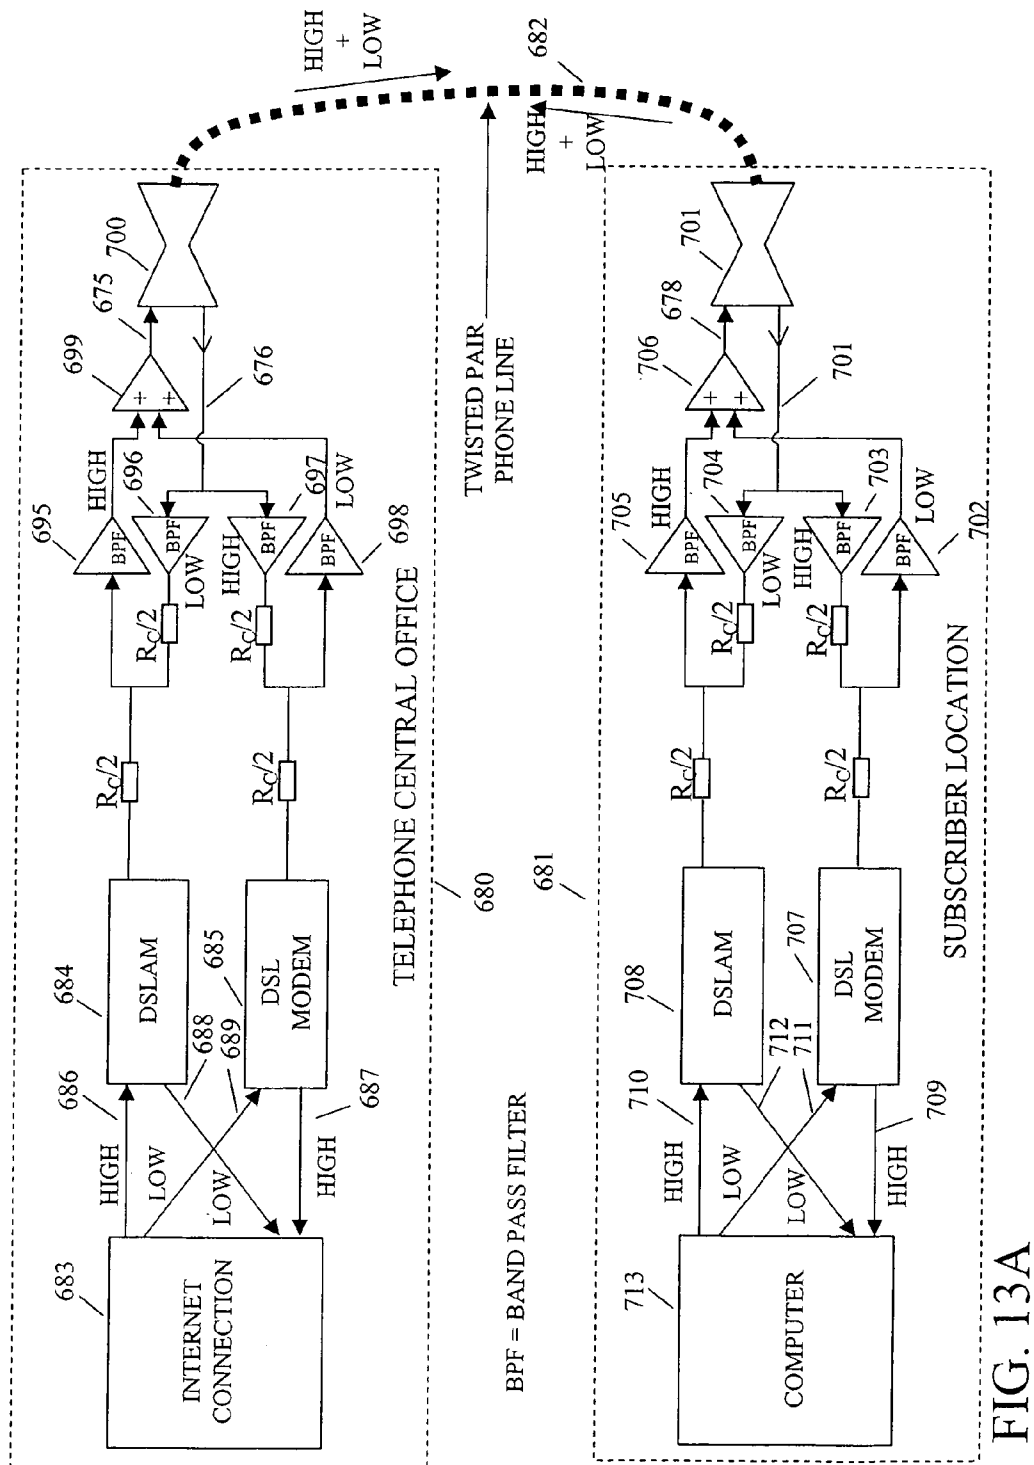 683
INTERNET
CONNECTION
HIGH
686
LOW
LOW
HIGH
687
688
689
684
DSLAM
685
DSL
MODEM
R_C/2
R_C/2
R_C/2
R_C/2
695
BPF
HIGH
696
BPF
LOW
697
BPF
HIGH
698
BPF
LOW
699
+
+
675
676
700
TELEPHONE CENTRAL OFFICE
680
HIGH
+
LOW
682
HIGH
+
LOW
TWISTED PAIR
PHONE LINE
BPF = BAND PASS FILTER
681
713
COMPUTER
HIGH
710
LOW
LOW
HIGH
709
712
711
708
DSLAM
707
DSL
MODEM
R_C/2
R_C/2
R_C/2
R_C/2
705
BPF
HIGH
704
BPF
LOW
703
BPF
HIGH
702
BPF
LOW
706
+
+
678
701
701
SUBSCRIBER LOCATION
FIG. 13A